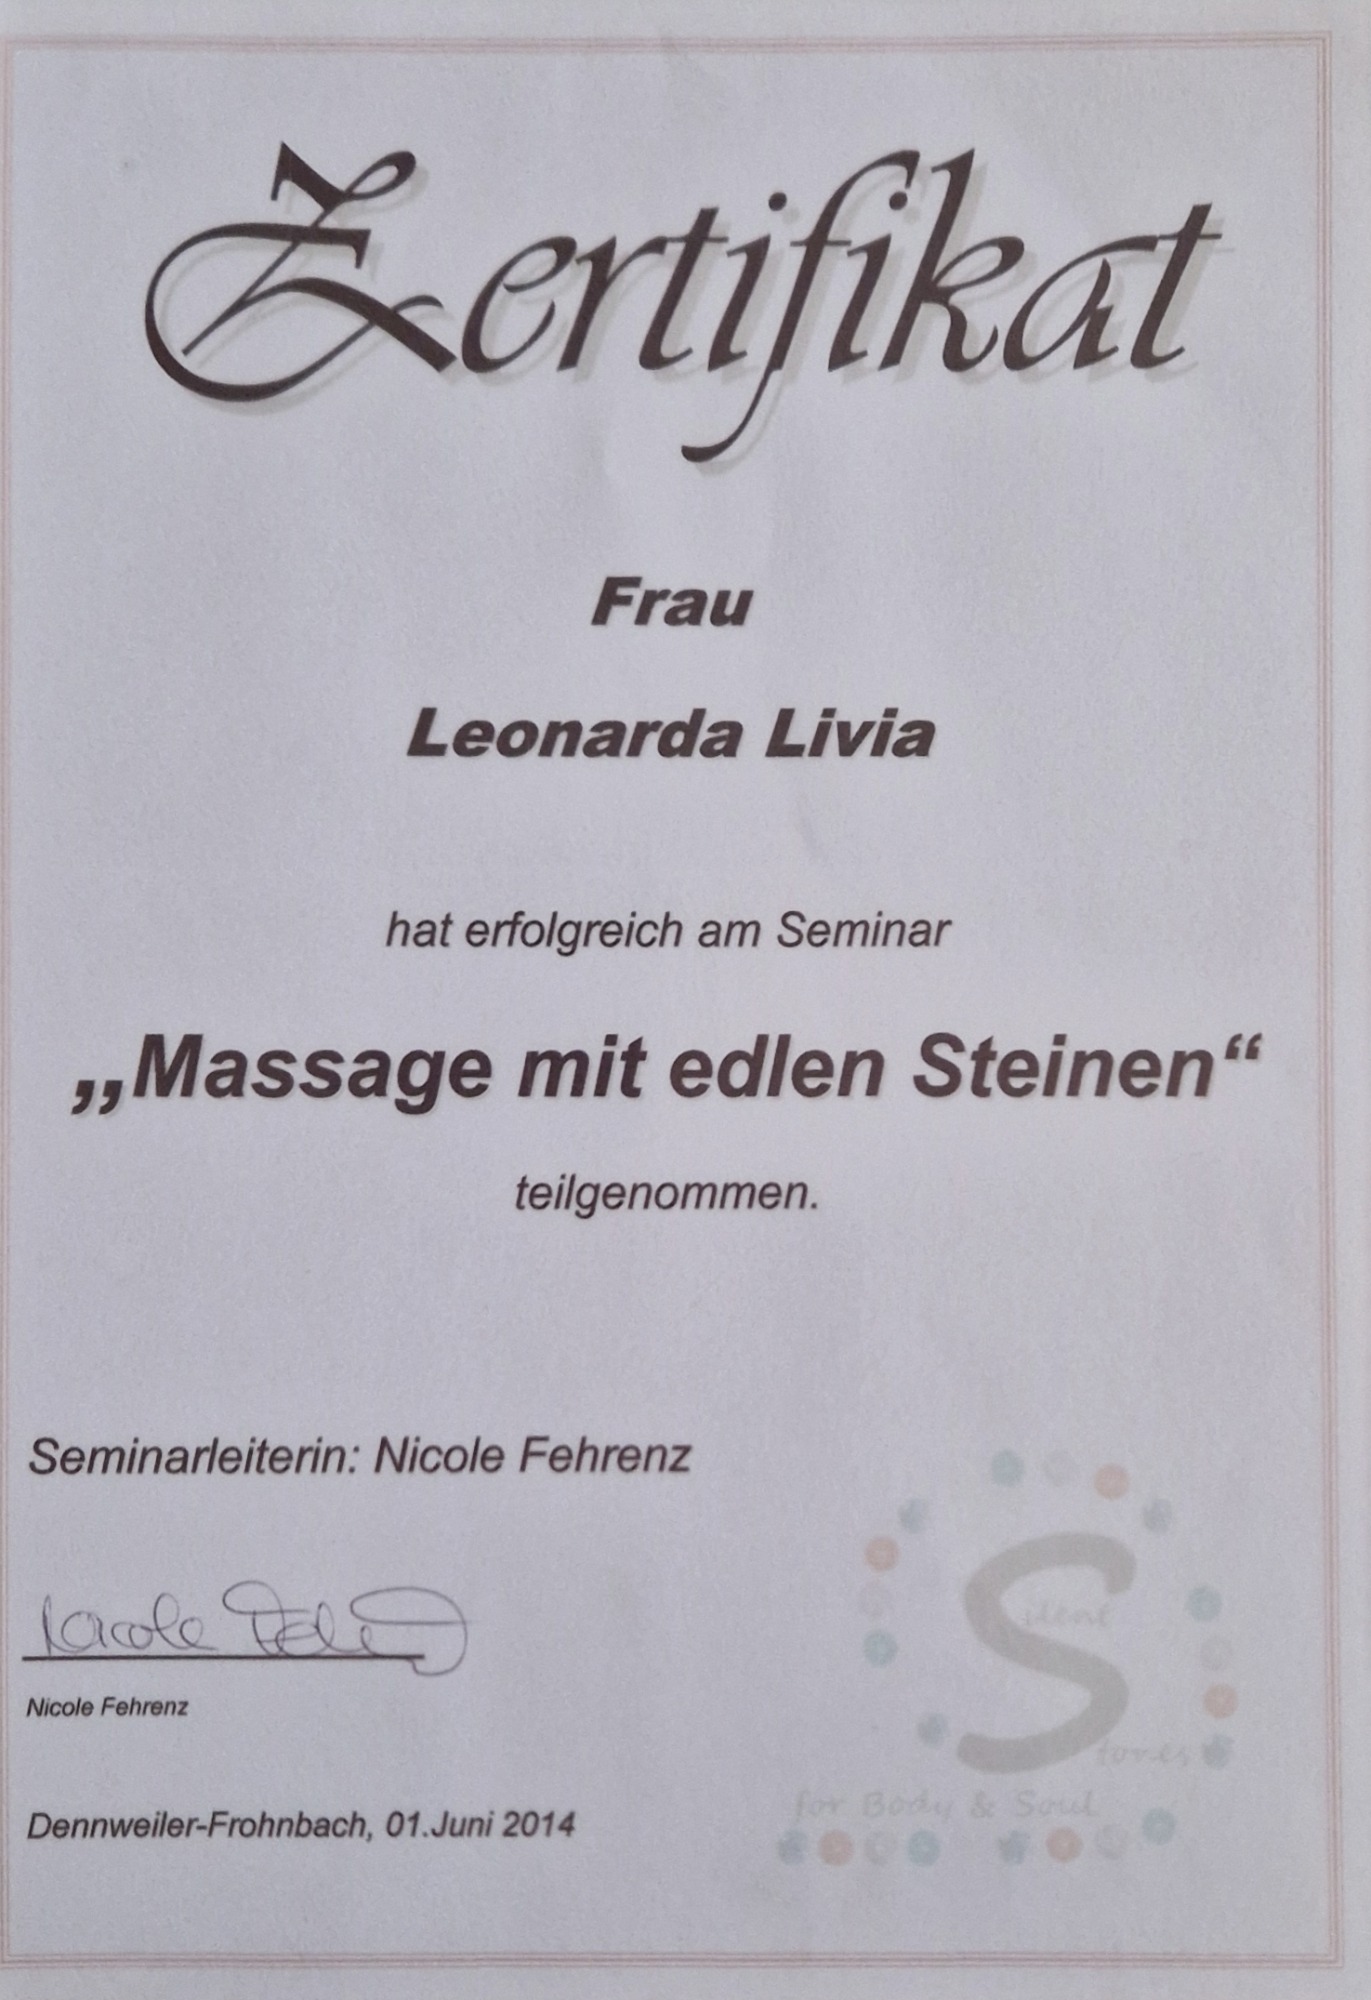 Zertifikat
Frau
Leonarda Livia
hat erfolgreich am Seminar
„Massage mit edlen Steinen“
teilgenommen.
Seminarleiterin: Nicole Fehrenz
Nicole Fehrenz
Dennweiler-Frohnbach, 01.Juni 2014
S
tones
for Body & Soul